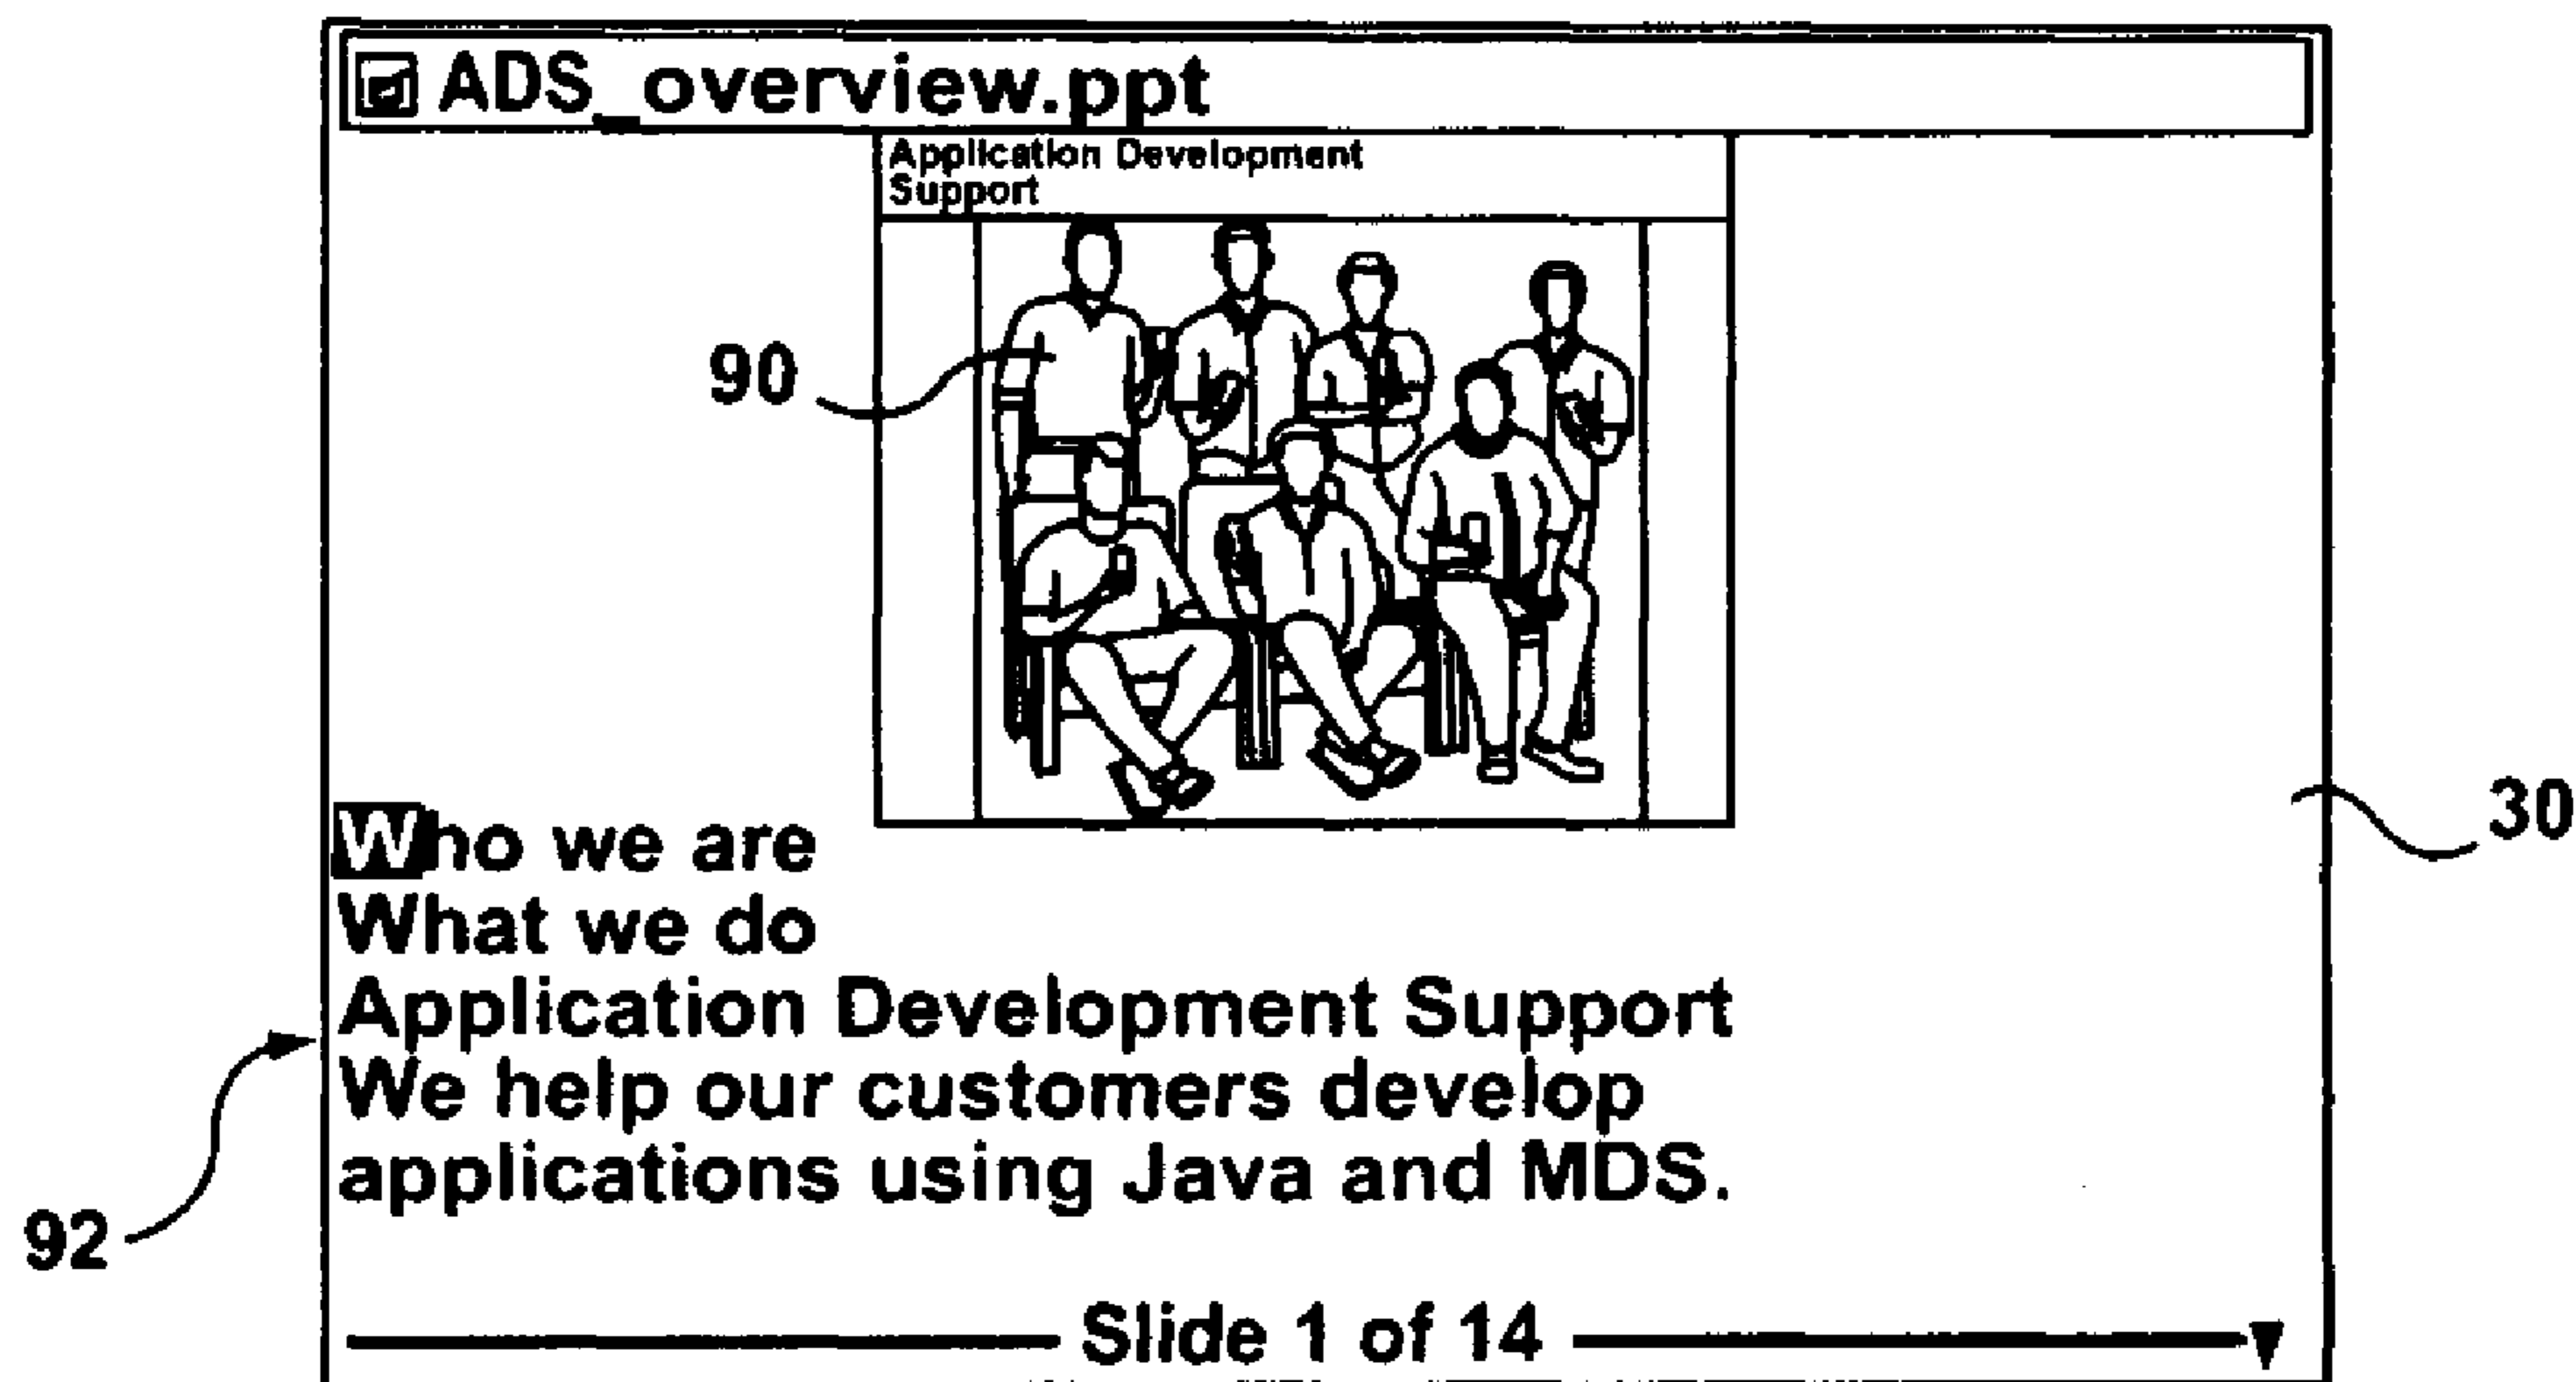 ADS_overview.ppt
Application Development
Support
90
30
Who we are
What we do
Application Development Support
We help our customers develop
applications using Java and MDS.
92
Slide 1 of 14